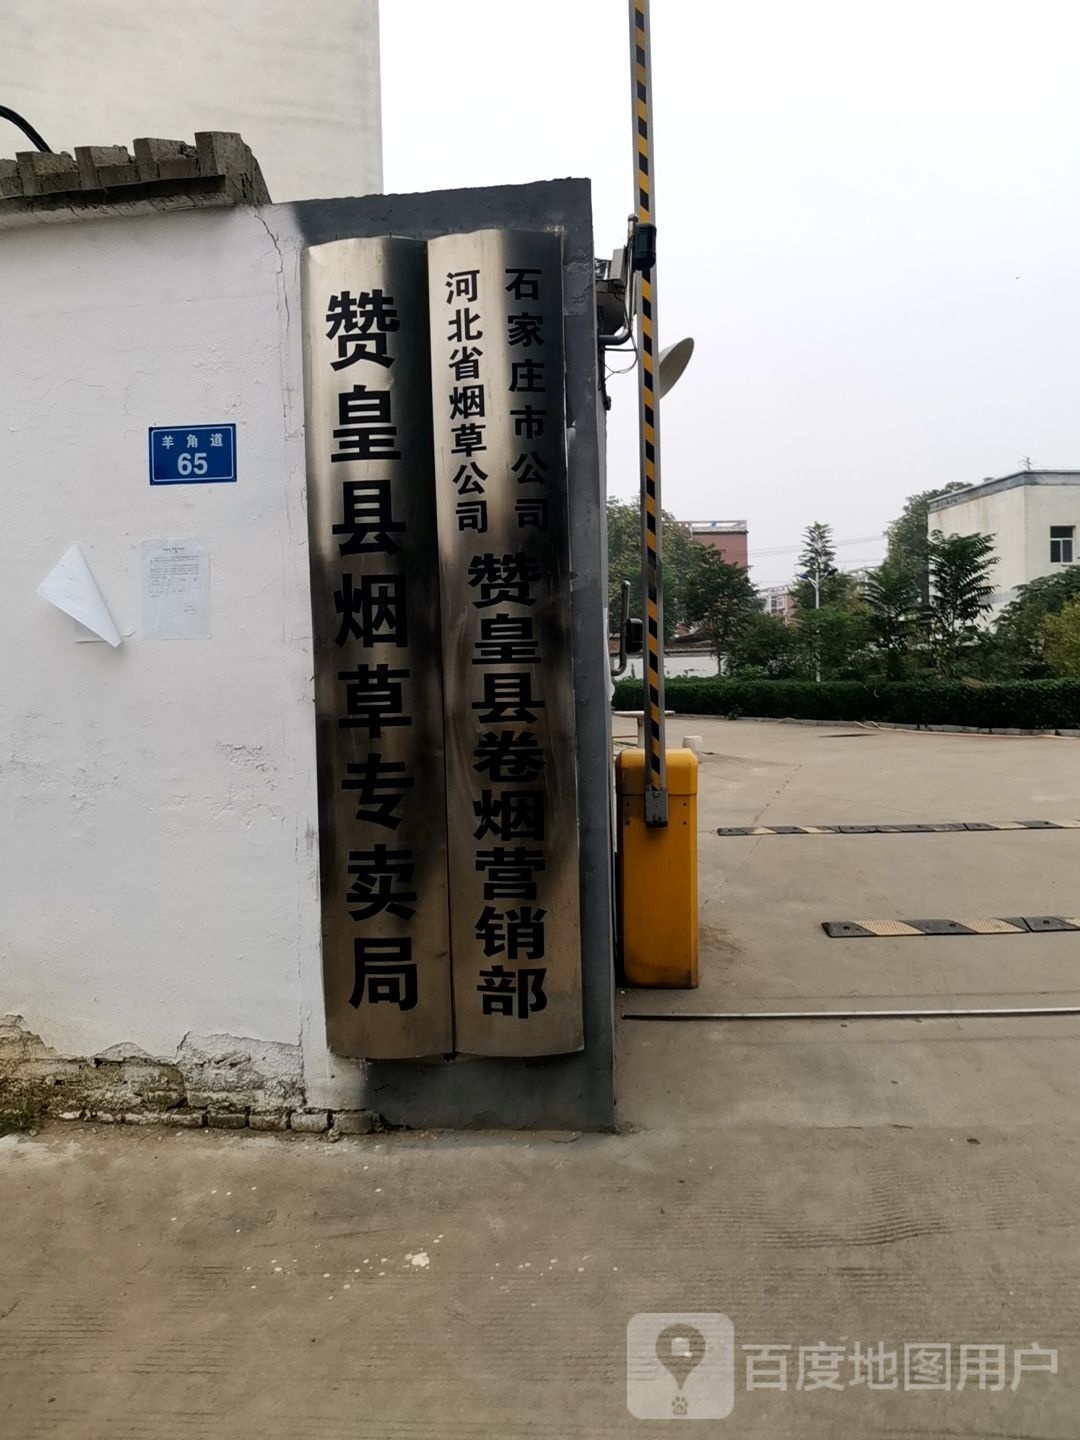 赞皇县烟草专卖局
河北省烟草公司
石家庄市公司
赞皇县卷烟营销部
羊角道
65
百度地图用户